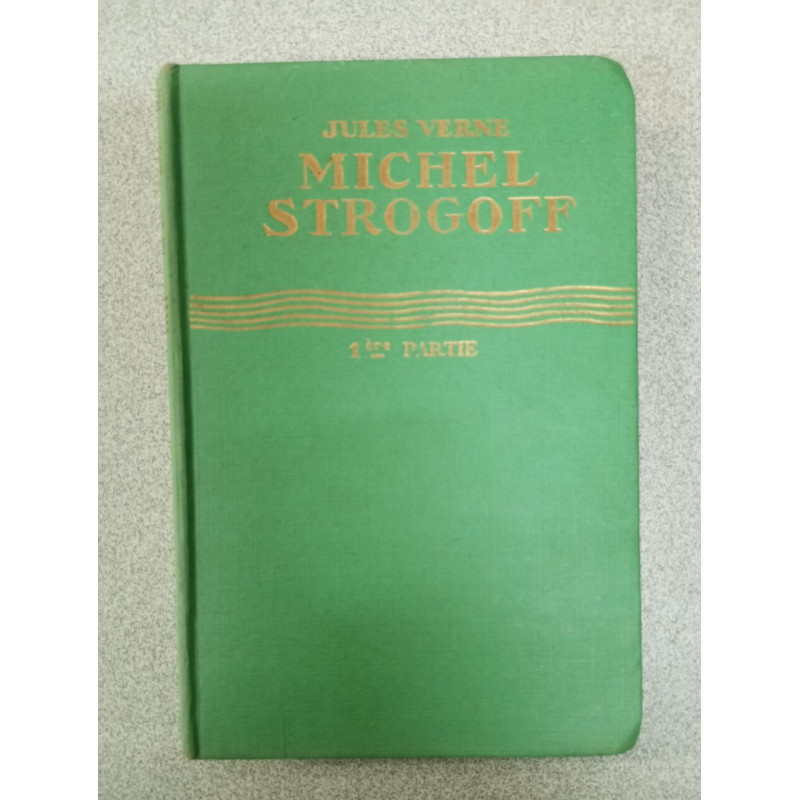 JULES VERNE
MICHEL
STROGOFF
1ère PARTIE